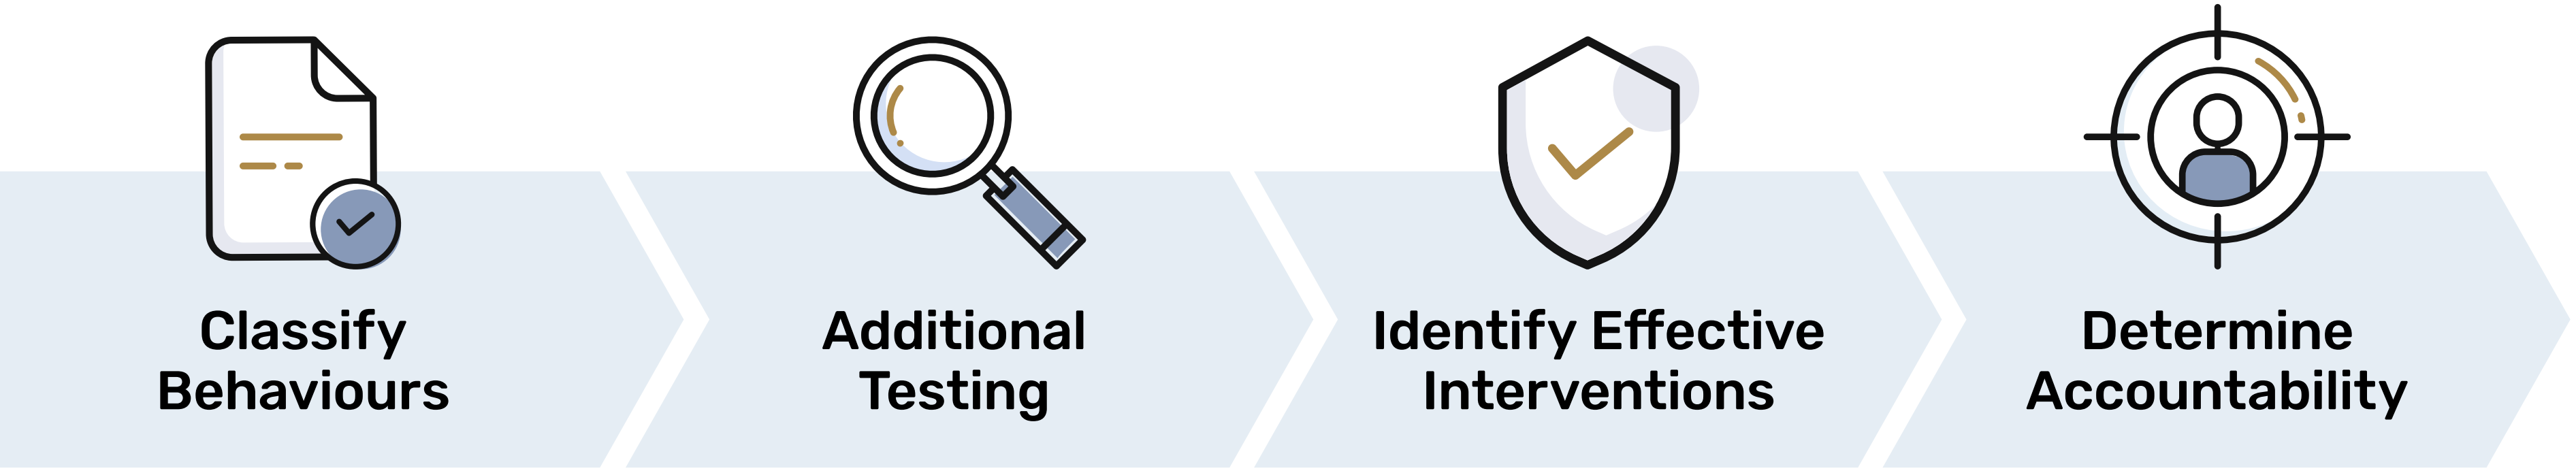 Classify
Behaviours
Additional
Testing
Identify Effective
Interventions
Determine
Accountability